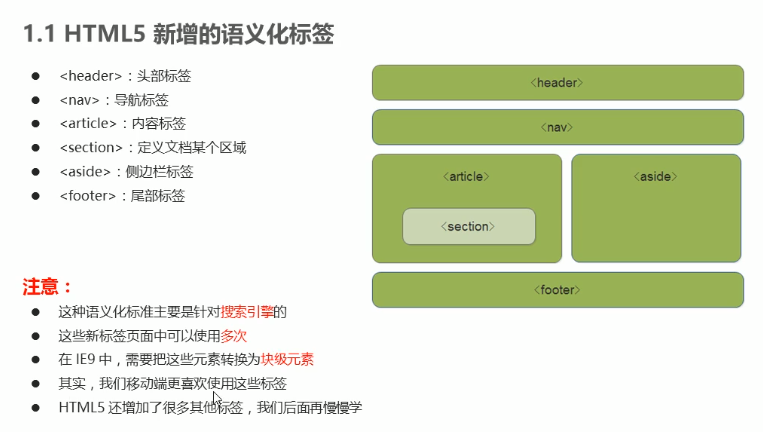 1.1 HTML5 新增的语义化标签
<header>：头部标签
<nav>：导航标签
<article>：内容标签
<section>：定义文档某个区域
<aside>：侧边栏标签
<footer>：尾部标签
<header>
<nav>
<article>
<aside>
<section>
<footer>
注意：
这种语义化标准主要是针对搜索引擎的
这些新标签页面中可以使用多次
在 IE9 中，需要把这些元素转换为块级元素
其实，我们移动端更喜欢使用这些标签
HTML5 还增加了很多其他标签，我们后面再慢慢学